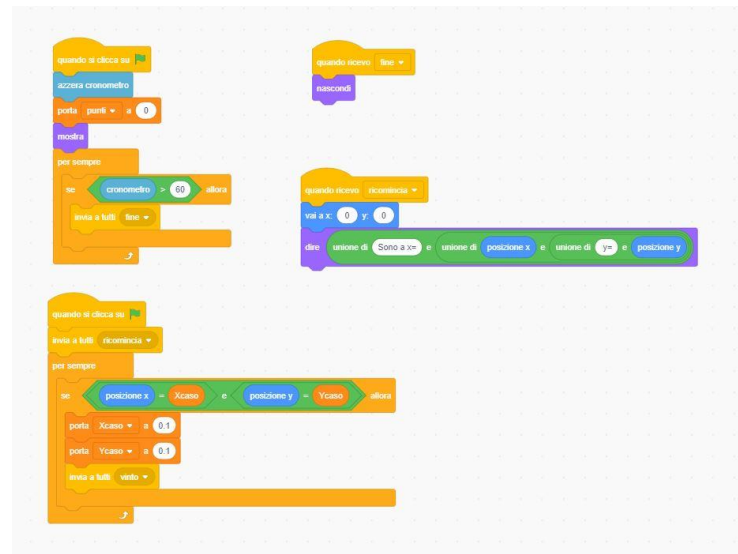 quando si clicca su
azzera cronometro
porta punti a 0
mostra
per sempre
se cronometro > 60 allora
invia a tutti fine
quando ricevo fine
nascondi
quando ricevo ricomincia
vai a x: 0 y: 0
dire unione di Sono a x= e unione di posizione x e unione di y= e posizione y
quando si clicca su
invia a tutti ricomincia
per sempre
se posizione x = Xcaso e posizione y = Ycaso allora
porta Xcaso a 0.1
porta Ycaso a 0.1
invia a tutti vinto